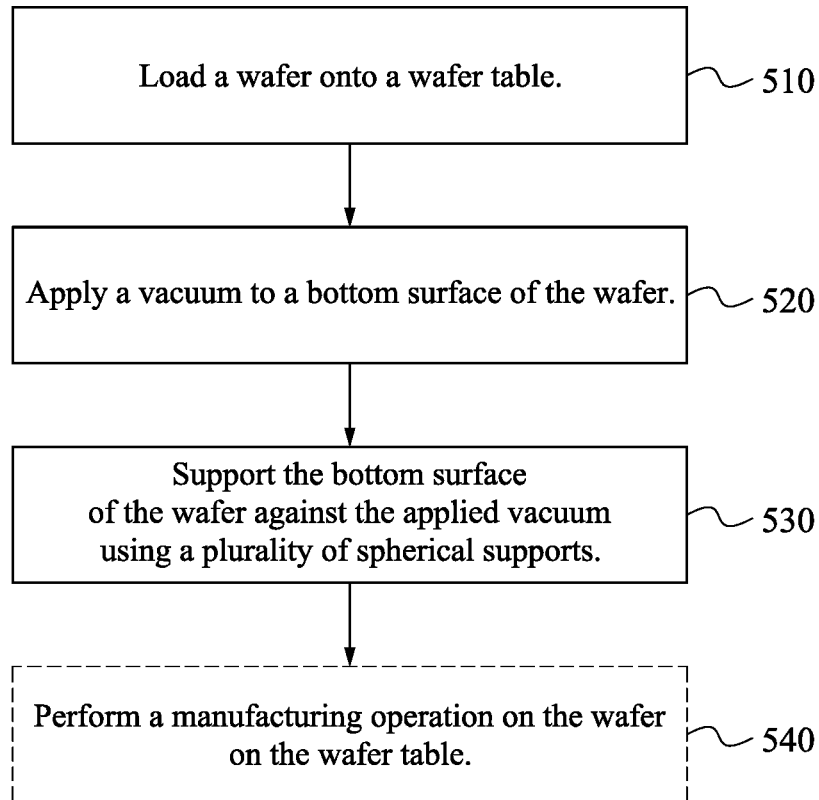 Load a wafer onto a wafer table.
510
Apply a vacuum to a bottom surface of the wafer.
520
Support the bottom surface
of the wafer against the applied vacuum
using a plurality of spherical supports.
530
Perform a manufacturing operation on the wafer
on the wafer table.
540